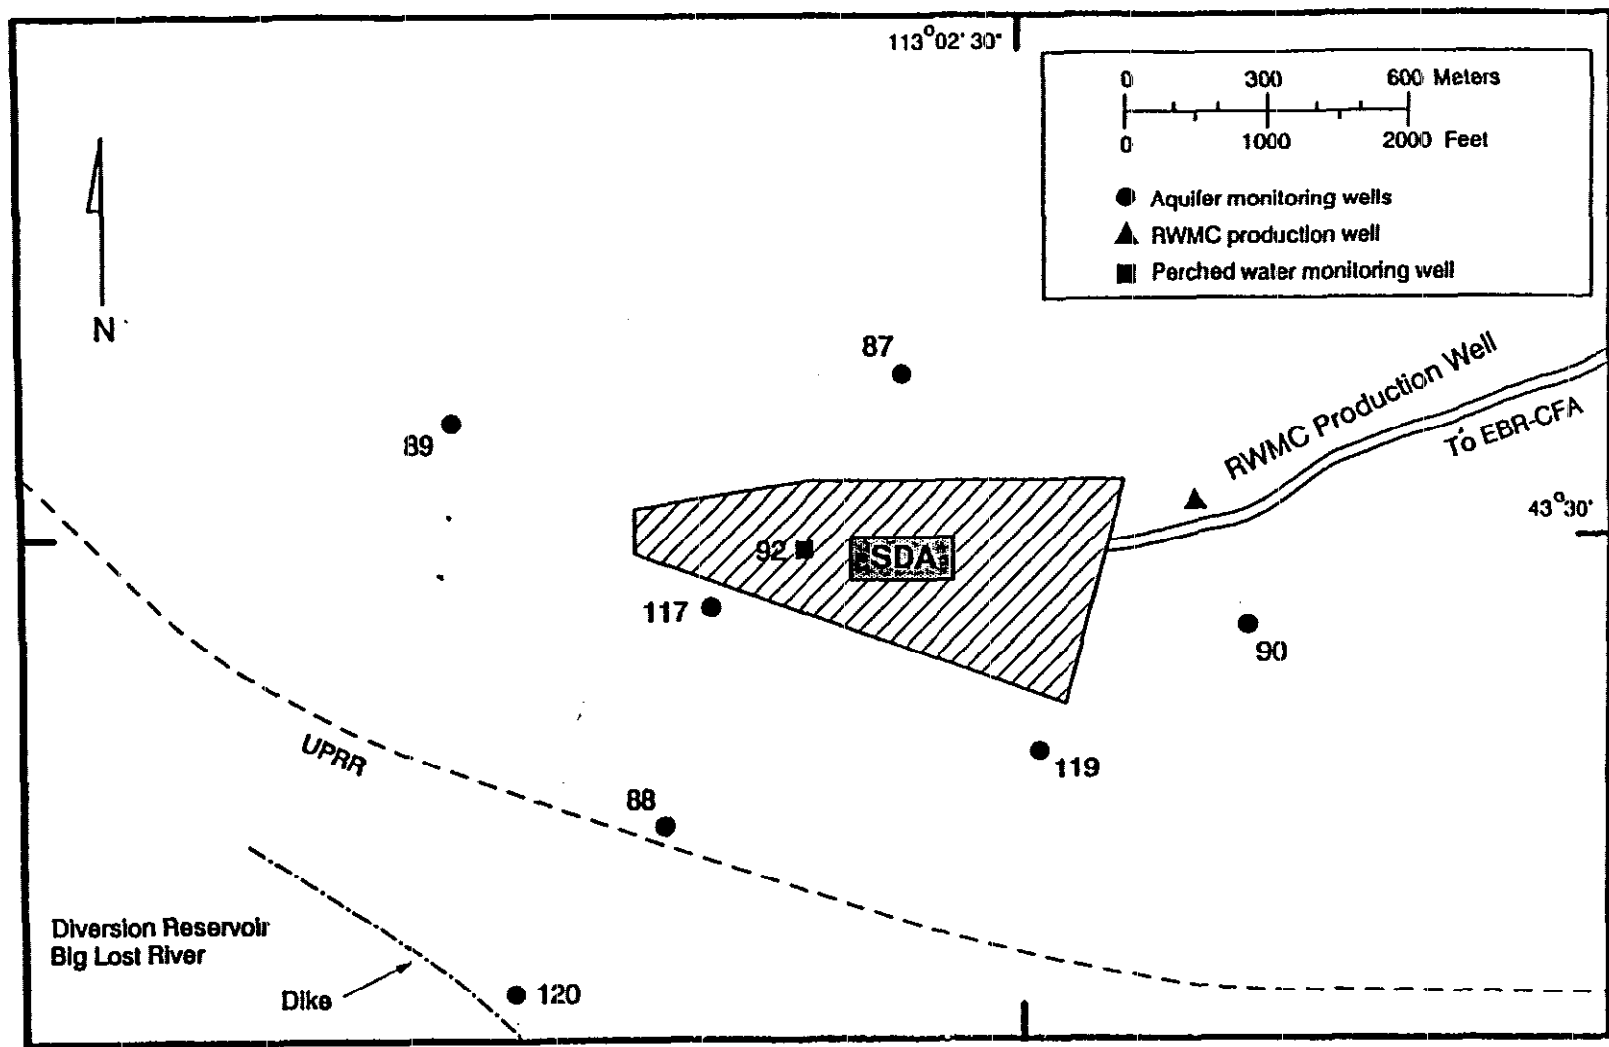 113°02' 30"
0 300 600 Meters
0 1000 2000 Feet
Aquifer monitoring wells
RWMC production well
Perched water monitoring well
N
87
89
RWMC Production Well
To EBR-CFA
43°30'
92
SDA
117
90
UPRR
119
88
Diversion Reservoir
Big Lost River
Dike
120